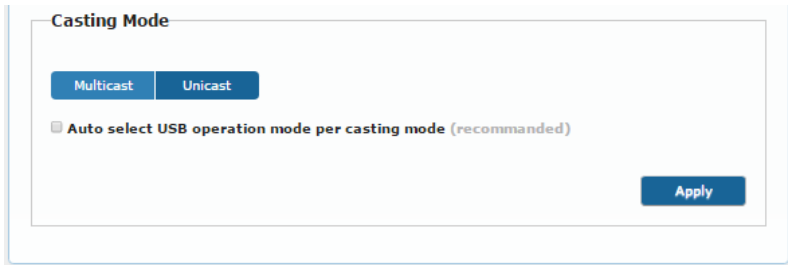 Casting Mode
Multicast Unicast
Auto select USB operation mode per casting mode (recommanded)
Apply